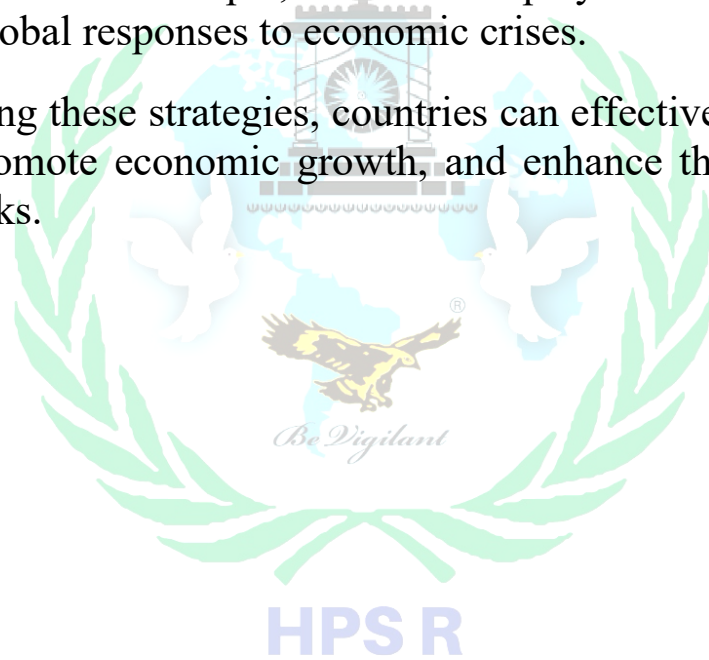 obal responses to economic crises.
ng these strategies, countries can effective
omote economic growth, and enhance th
ks.
®
Be Vigilant
HPS R